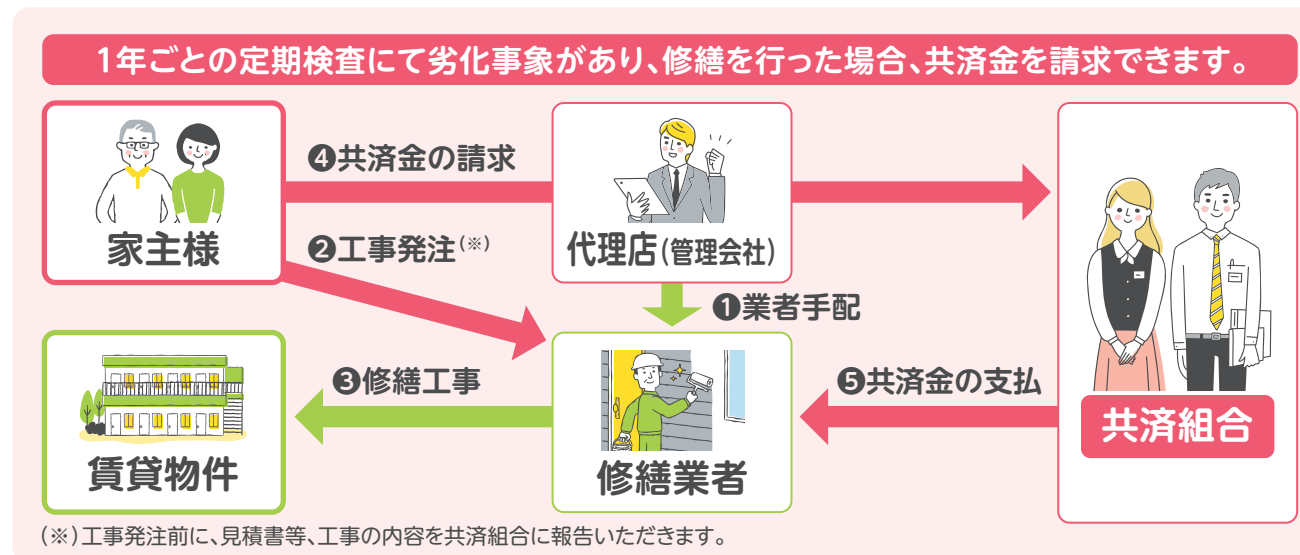 1年ごとの定期検査にて劣化事象があり、修繕を行った場合、共済金を請求できます。
家主様
❹共済金の請求
❷工事発注(※)
代理店(管理会社)
❶業者手配
賃貸物件
❸修繕工事
修繕業者
❺共済金の支払
共済組合
(※)工事発注前に、見積書等、工事の内容を共済組合に報告いただきます。